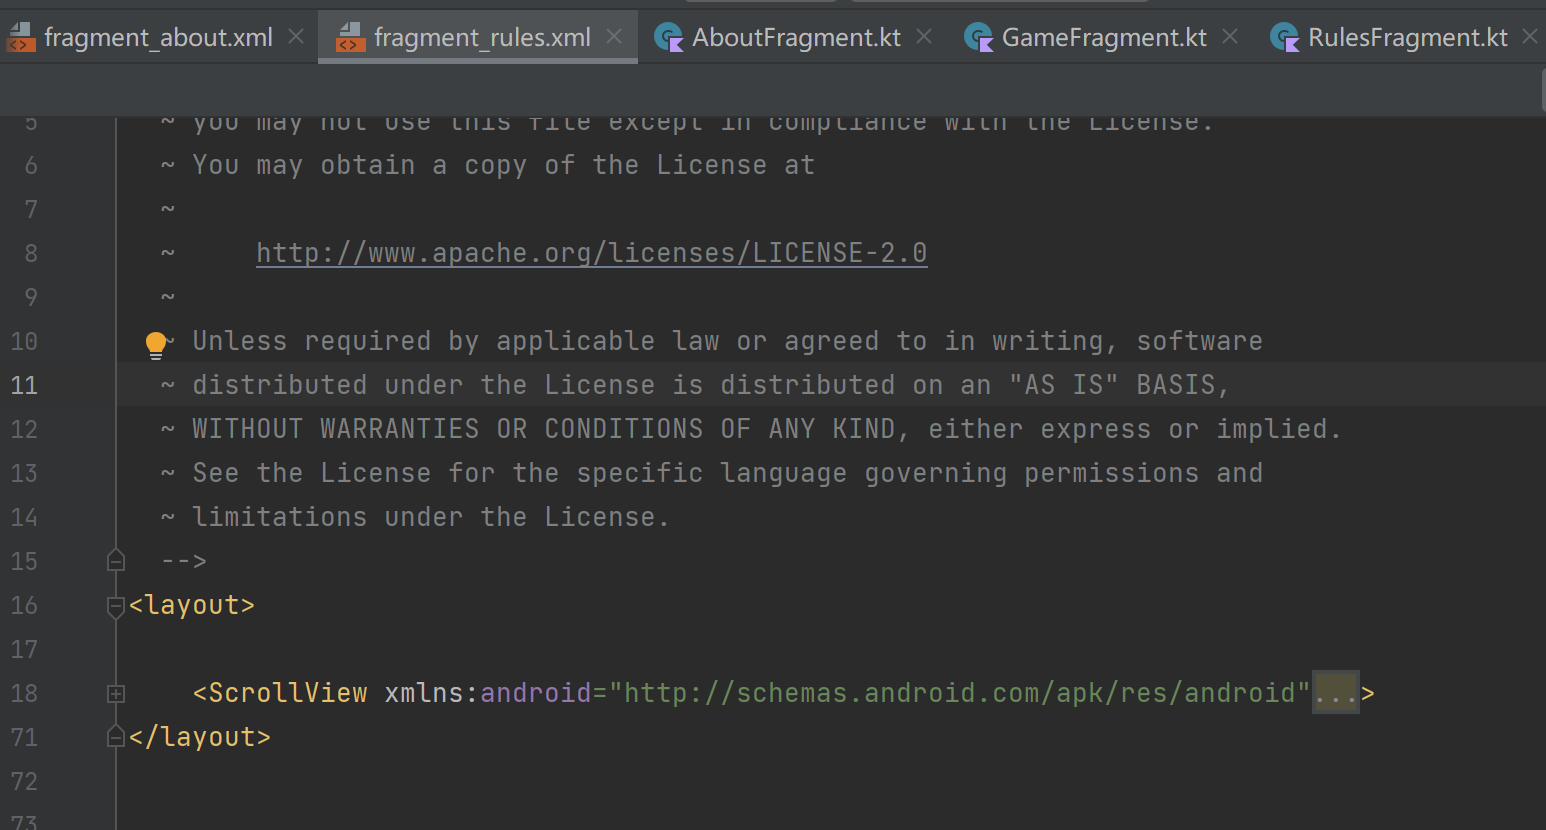 fragment_about.xml fragment_rules.xml AboutFragment.kt GameFragment.kt RulesFragment.kt
5 ~ you may not use this file except in compliance with the License.
6 ~ You may obtain a copy of the License at
7 ~
8 ~ http://www.apache.org/licenses/LICENSE-2.0
9 ~
10 ~ Unless required by applicable law or agreed to in writing, software
11 ~ distributed under the License is distributed on an "AS IS" BASIS,
12 ~ WITHOUT WARRANTIES OR CONDITIONS OF ANY KIND, either express or implied.
13 ~ See the License for the specific language governing permissions and
14 ~ limitations under the License.
15 -->
16 <layout>
17
18 <ScrollView xmlns:android="http://schemas.android.com/apk/res/android"...>
71 </layout>
72
73